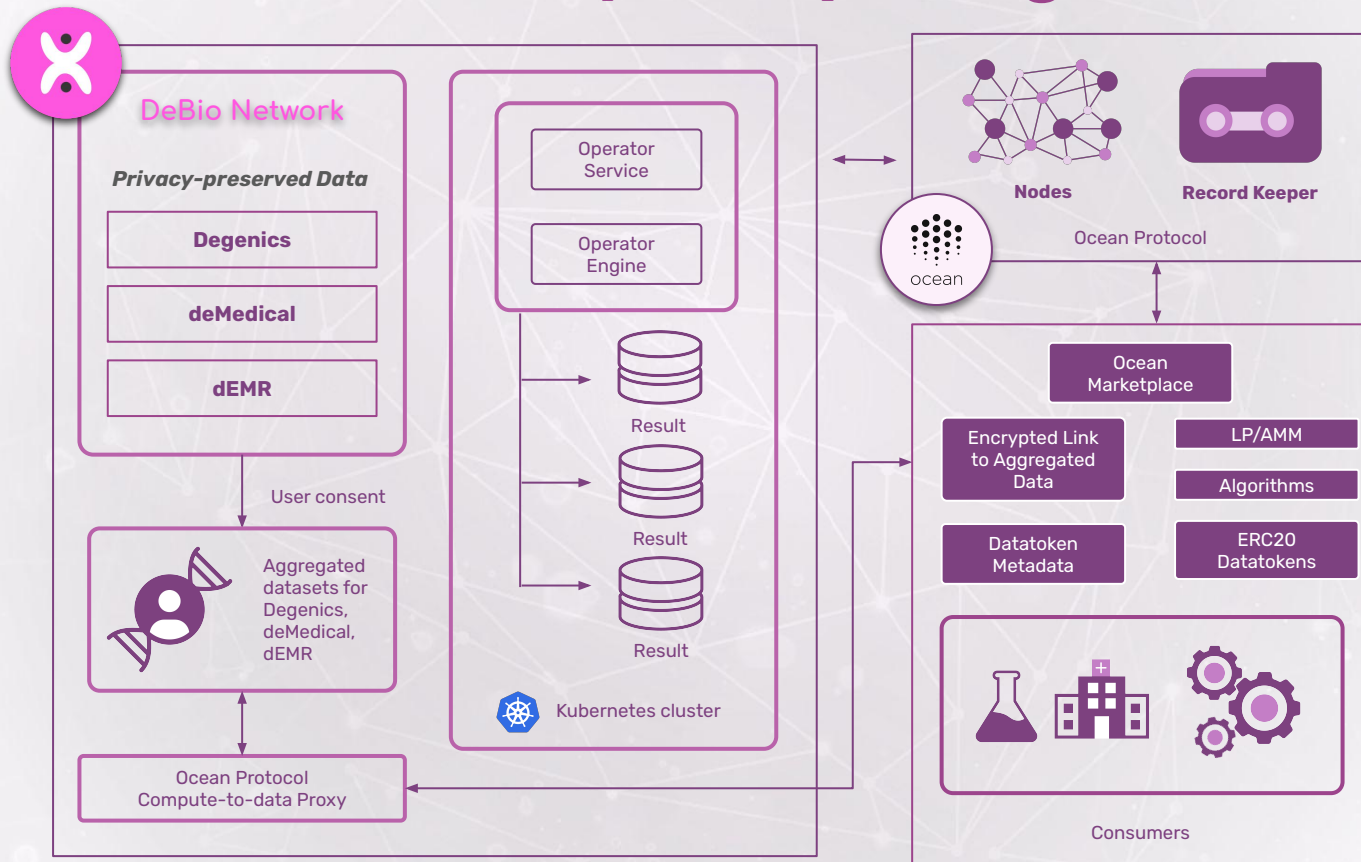 DeBio Network
Privacy-preserved Data
Degenics
deMedical
dEMR
User consent
Aggregated
datasets for
Degenics,
deMedical,
dEMR
Ocean Protocol
Compute-to-data Proxy
Operator
Service
Operator
Engine
Result
Result
Result
Kubernetes cluster
Nodes
Record Keeper
Ocean Protocol
ocean
Ocean
Marketplace
Encrypted Link
to Aggregated
Data
LP/AMM
Algorithms
Datatoken
Metadata
ERC20
Datatokens
Consumers